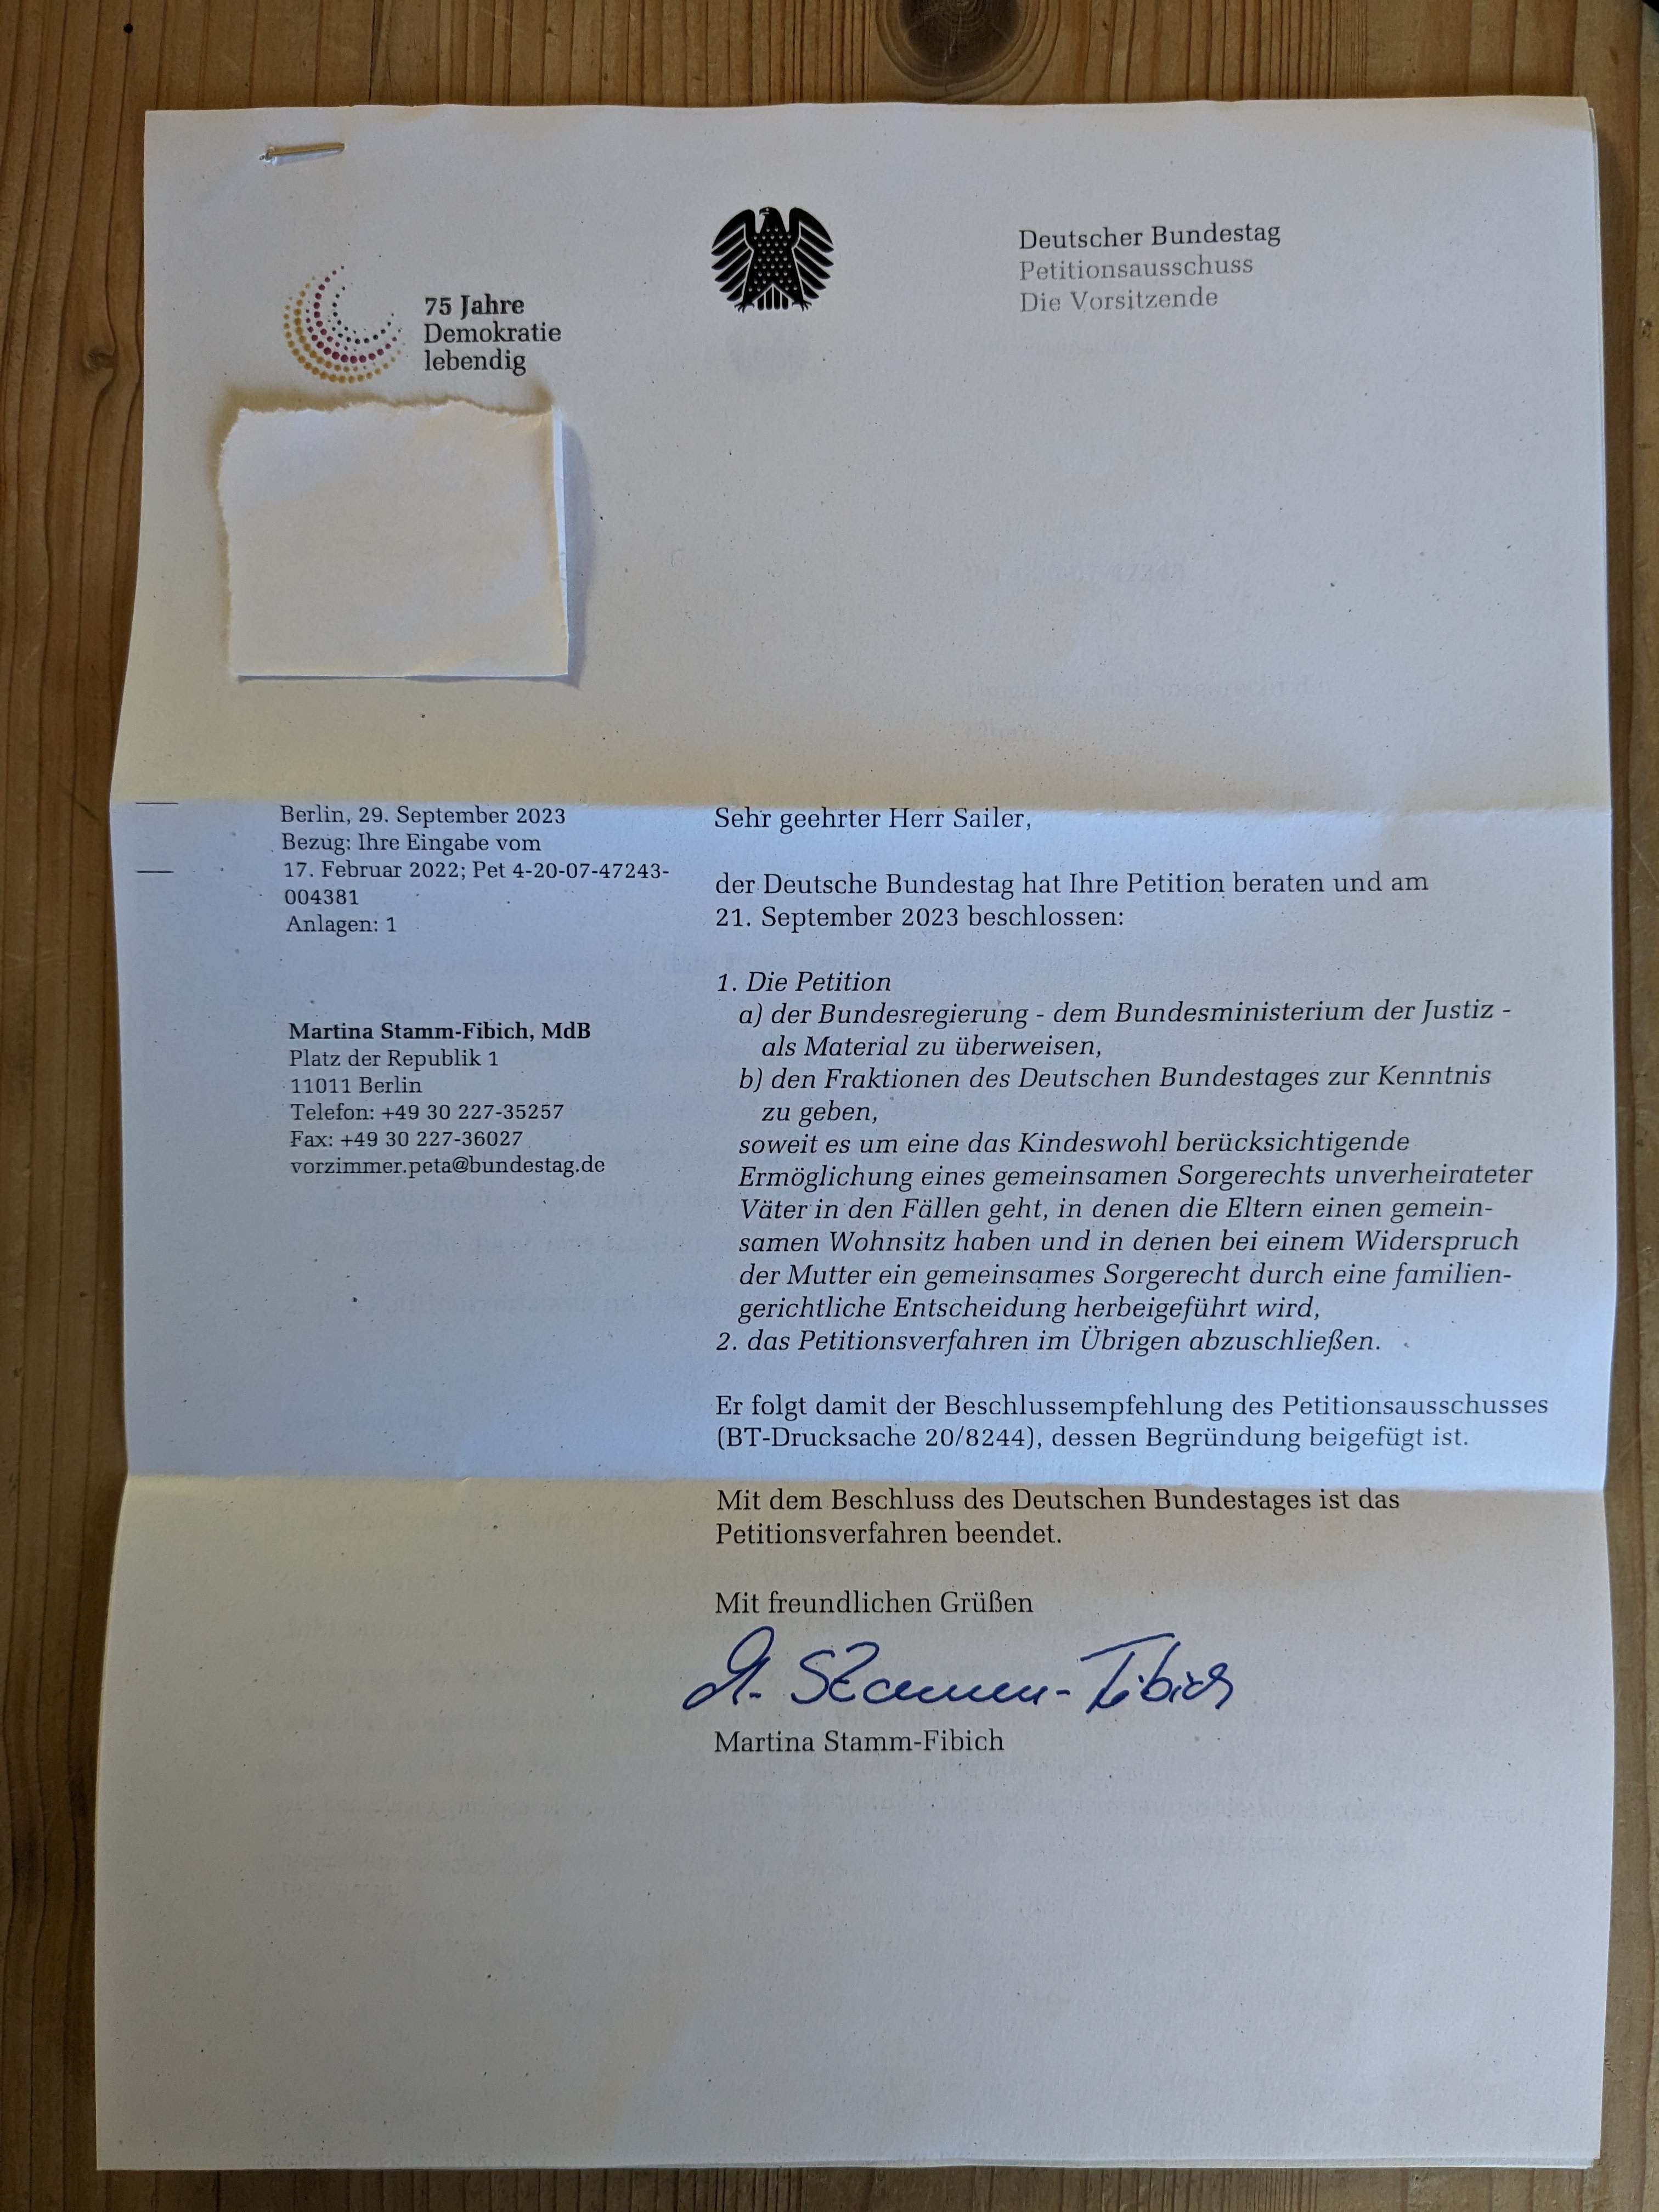 75 Jahre
Demokratie
lebendig
Deutscher Bundestag
Petitionsausschuss
Die Vorsitzende
Berlin, 29. September 2023
Bezug: Ihre Eingabe vom
17. Februar 2022; Pet 4-20-07-47243-
004381
Anlagen: 1
Martina Stamm-Fibich, MdB
Platz der Republik 1
11011 Berlin
Telefon: +49 30 227-35257
Fax: +49 30 227-36027
vorzimmer.peta@bundestag.de
Sehr geehrter Herr Sailer,
der Deutsche Bundestag hat Ihre Petition beraten und am
21. September 2023 beschlossen:
1. Die Petition
a) der Bundesregierung - dem Bundesministerium der Justiz -
als Material zu überweisen,
b) den Fraktionen des Deutschen Bundestages zur Kenntnis
zu geben,
soweit es um eine das Kindeswohl berücksichtigende
Ermöglichung eines gemeinsamen Sorgerechts unverheirateter
Väter in den Fällen geht, in denen die Eltern einen gemein-
samen Wohnsitz haben und in denen bei einem Widerspruch
der Mutter ein gemeinsames Sorgerecht durch eine familien-
gerichtliche Entscheidung herbeigeführt wird,
2. das Petitionsverfahren im Übrigen abzuschließen.
Er folgt damit der Beschlussempfehlung des Petitionsausschusses
(BT-Drucksache 20/8244), dessen Begründung beigefügt ist.
Mit dem Beschluss des Deutschen Bundestages ist das
Petitionsverfahren beendet.
Mit freundlichen Grüßen
M. Stamm-Fibich
Martina Stamm-Fibich